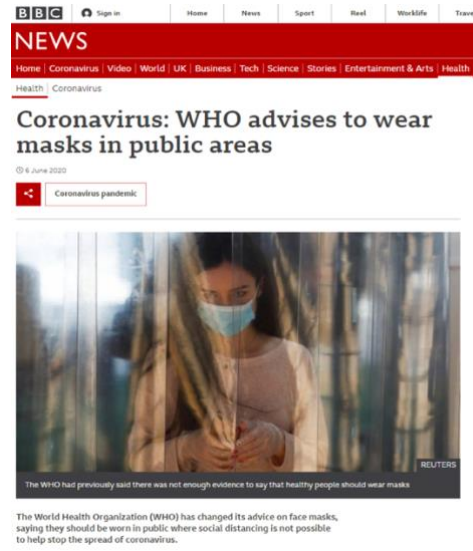 BBC Sign in Home News Sport Reel Worklife Trave
NEWS
Home Coronavirus Video World UK Business Tech Science Stories Entertainment & Arts Health
Health Coronavirus
Coronavirus: WHO advises to wear
masks in public areas
6 June 2020
Coronavirus pandemic
REUTERS
The WHO had previously said there was not enough evidence to say that healthy people should wear masks
The World Health Organization (WHO) has changed its advice on face masks,
saying they should be worn in public where social distancing is not possible
to help stop the spread of coronavirus.